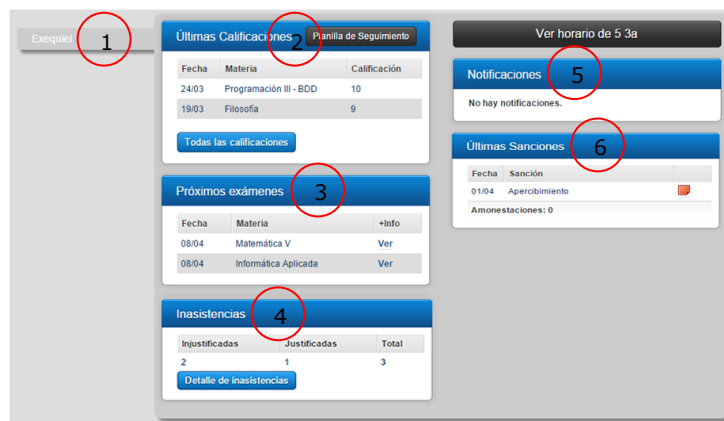 Exequiel
1
Últimas Calificaciones
2
Planilla de Seguimiento
Fecha Materia Calificación
24/03 Programación III - BDD 10
19/03 Filosofía 9
Todas las calificaciones
Próximos exámenes
3
Fecha Materia +Info
08/04 Matemática V Ver
08/04 Informática Aplicada Ver
Inasistencias
4
Injustificadas Justificadas Total
2 1 3
Detalle de inasistencias
Ver horario de 5 3a
Notificaciones
5
No hay notificaciones.
Últimas Sanciones
6
Fecha Sanción
01/04 Apercibimiento
Amonestaciones: 0